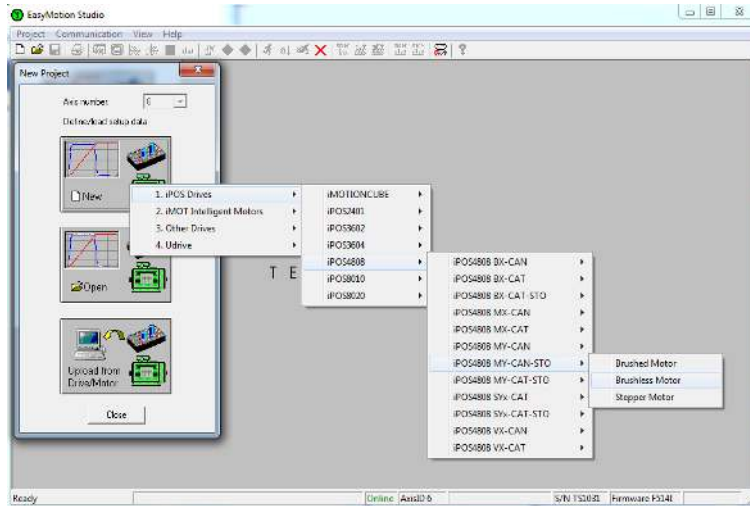 EasyMotion Studio
Project Communication View Help
New Project
Axis number 6
Define/load setup data
New
1. iPOS Drives
2. iMOT Intelligent Motors
3. Other Drives
4. Udrive
iMOTIONCUBE
iPOS2401
iPOS3602
iPOS3604
iPOS4808
iPOS8010
iPOS8020
iPOS4808 BX-CAN
iPOS4808 BX-CAT
iPOS4808 BX-CAT-STO
iPOS4808 MX-CAN
iPOS4808 MX-CAT
iPOS4808 MY-CAN
iPOS4808 MY-CAN-STO
iPOS4808 MY-CAT-STO
iPOS4808 SYx-CAT
iPOS4808 SYx-CAT-STO
iPOS4808 VX-CAN
iPOS4808 VX-CAT
Brushed Motor
Brushless Motor
Stepper Motor
T E
Open
Upload from
Drive/Motor
Close
Ready Online AxisID 6 S/N TS1031 Firmware F514I